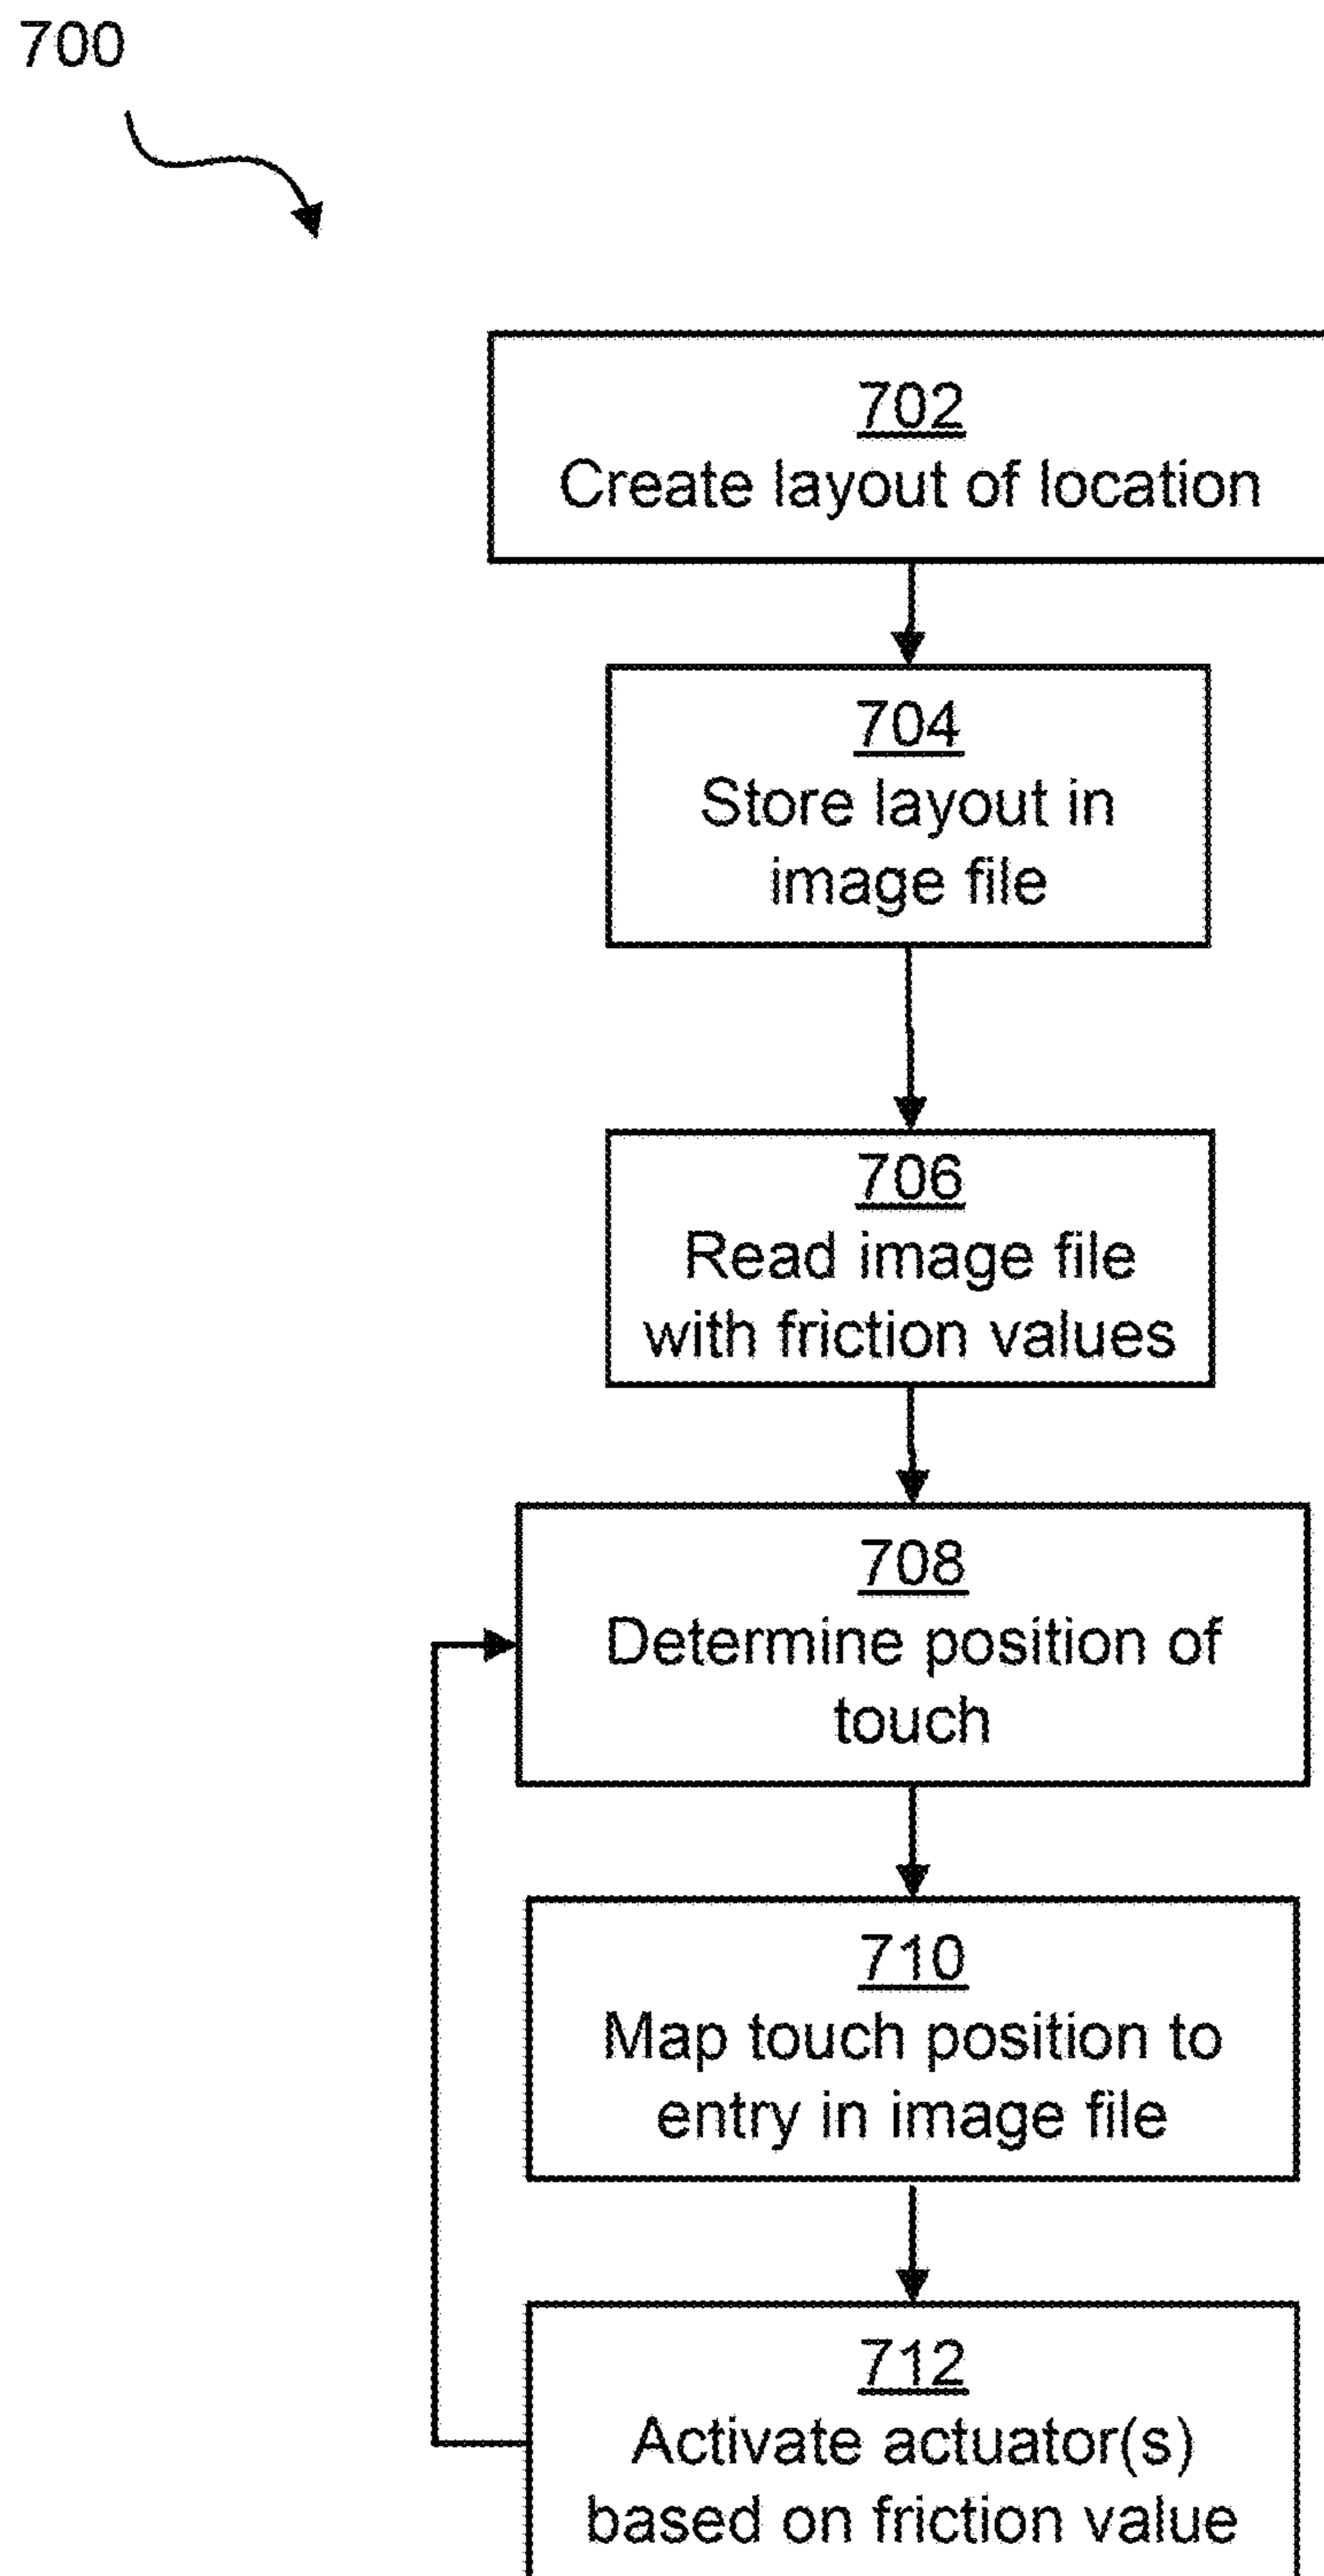 700
702
Create layout of location
704
Store layout in
image file
706
Read image file
with friction values
708
Determine position of
touch
710
Map touch position to
entry in image file
712
Activate actuator(s)
based on friction value